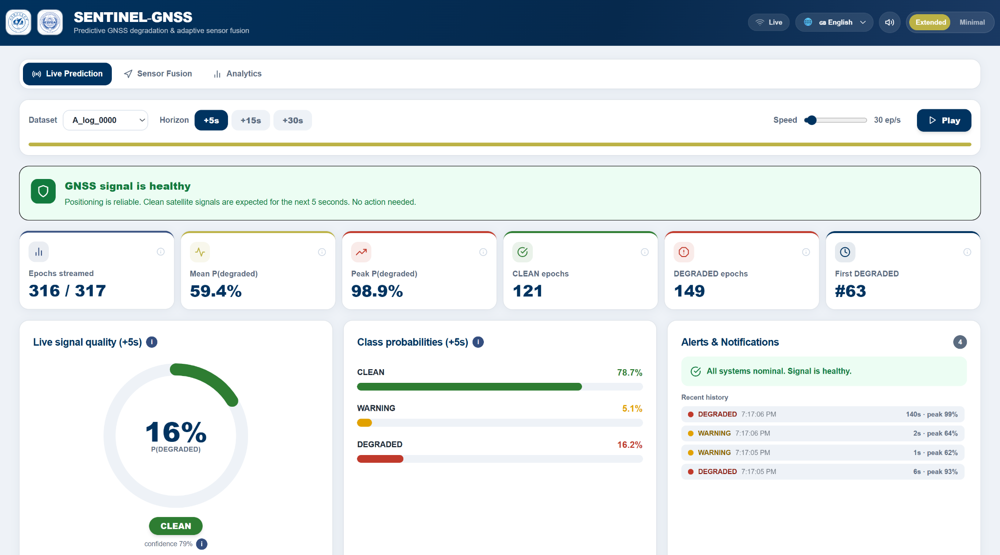 SENTINEL-GNSS
Predictive GNSS degradation & adaptive sensor fusion
Live
GB English
Extended
Minimal
Live Prediction
Sensor Fusion
Analytics
Dataset
A_log_0000
Horizon
+5s
+15s
+30s
Speed
30 ep/s
Play
GNSS signal is healthy
Positioning is reliable. Clean satellite signals are expected for the next 5 seconds. No action needed.
Epochs streamed
316 / 317
Mean P(degraded)
59.4%
Peak P(degraded)
98.9%
CLEAN epochs
121
DEGRADED epochs
149
First DEGRADED
#63
Live signal quality (+5s)
16%
P(DEGRADED)
CLEAN
confidence 79%
Class probabilities (+5s)
CLEAN 78.7%
WARNING 5.1%
DEGRADED 16.2%
Alerts & Notifications 4
All systems nominal. Signal is healthy.
Recent history
DEGRADED 7:17:06 PM 140s · peak 99%
WARNING 7:17:06 PM 2s · peak 64%
WARNING 7:17:05 PM 1s · peak 62%
DEGRADED 7:17:05 PM 6s · peak 93%